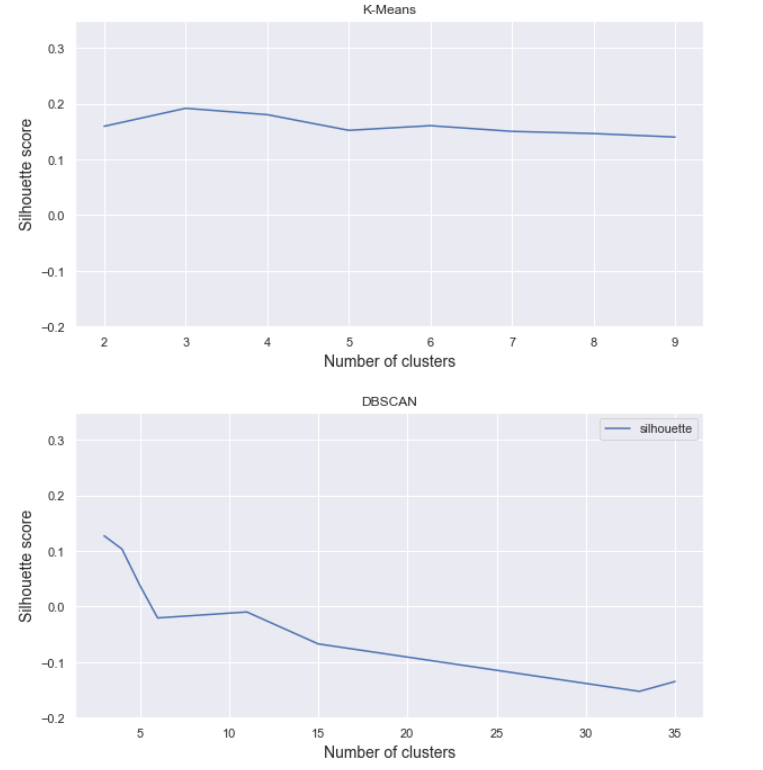 K-Means
0.3
0.2
0.1
0.0
−0.1
−0.2
Silhouette score
2 3 4 5 6 7 8 9
Number of clusters
DBSCAN
silhouette
0.3
0.2
0.1
0.0
−0.1
−0.2
Silhouette score
5 10 15 20 25 30 35
Number of clusters